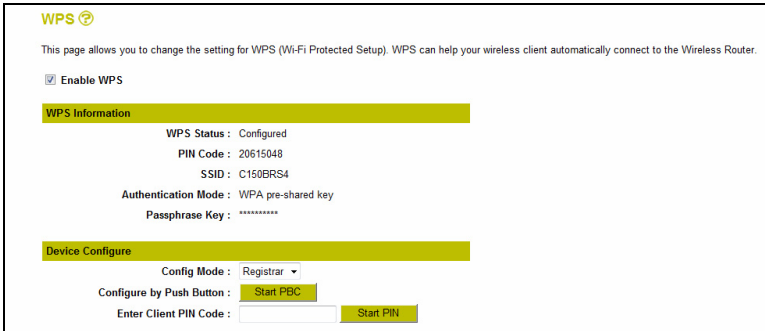 WPS ?
This page allows you to change the setting for WPS (Wi-Fi Protected Setup). WPS can help your wireless client automatically connect to the Wireless Router.
Enable WPS
WPS Information
WPS Status : Configured
PIN Code : 20615048
SSID : C150BRS4
Authentication Mode : WPA pre-shared key
Passphrase Key : **********
Device Configure
Config Mode : Registrar
Configure by Push Button : Start PBC
Enter Client PIN Code : Start PIN